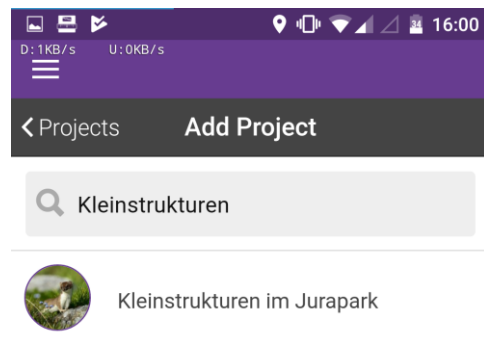 16:00
D:1KB/s U:0KB/s
Projects Add Project
Kleinstrukturen
Kleinstrukturen im Jurapark